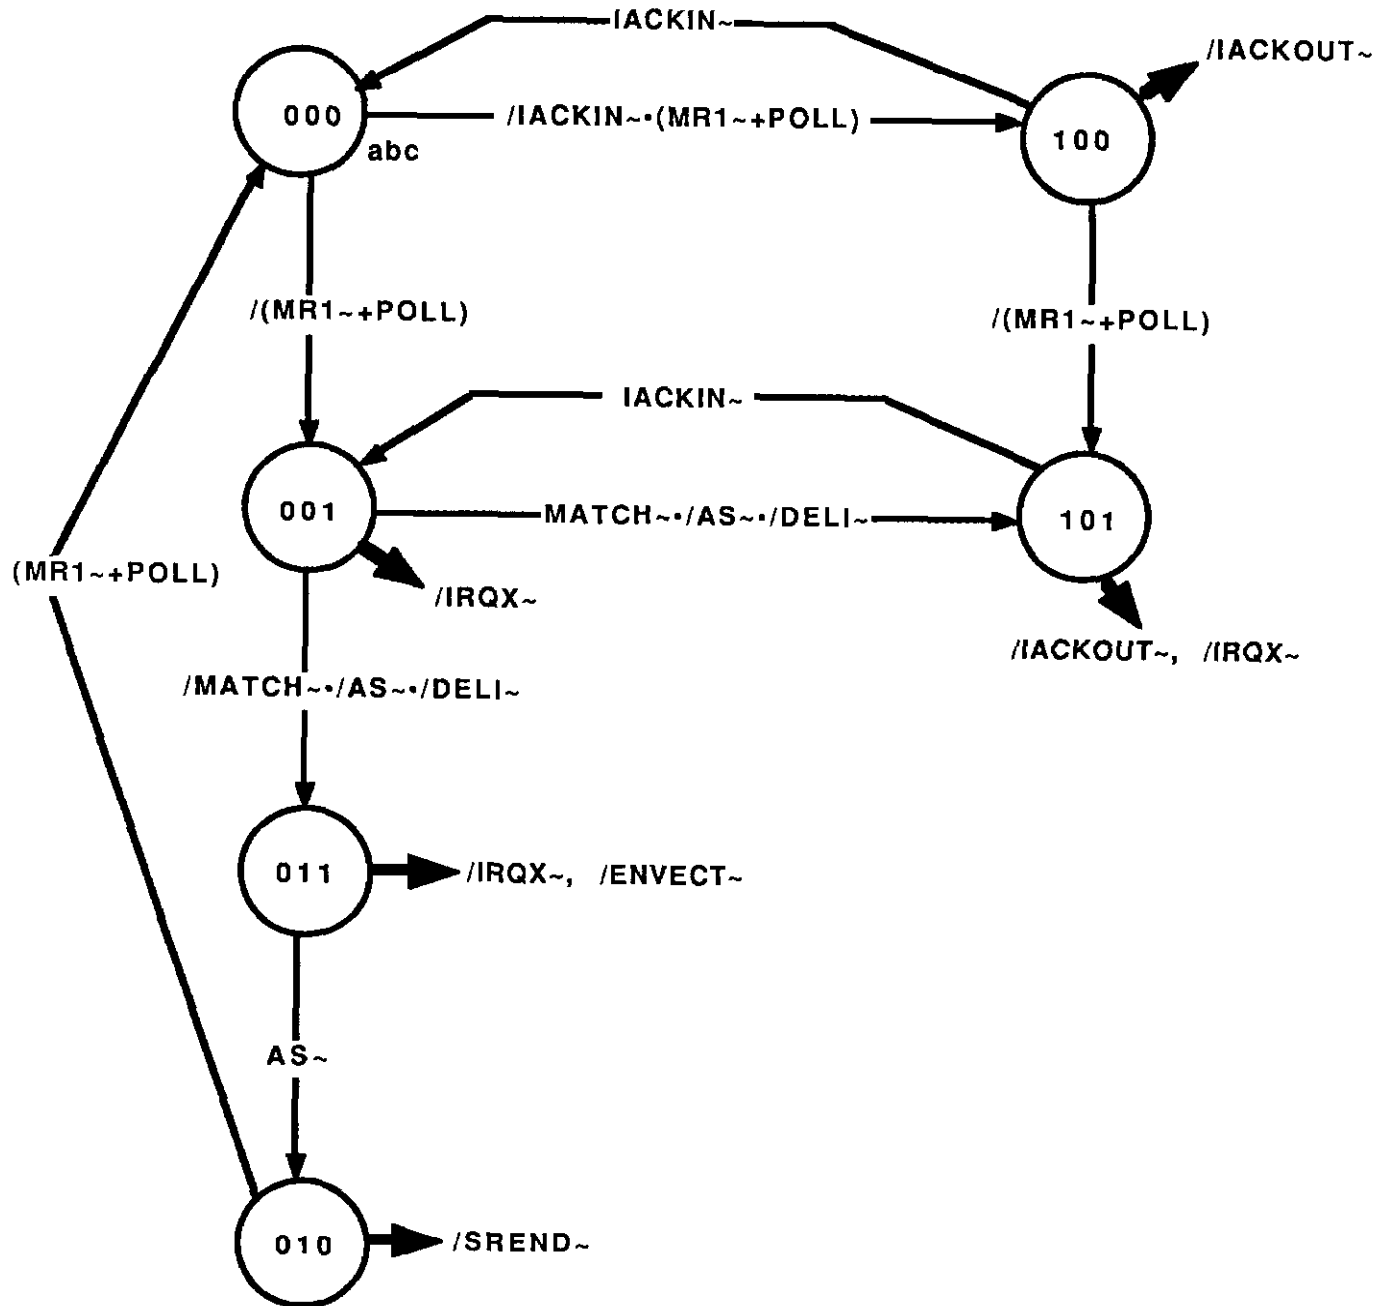 IACKIN~
/IACKOUT~
000
/IACKIN~•(MR1~+POLL)
100
abc
/(MR1~+POLL)
/(MR1~+POLL)
IACKIN~
001
MATCH~•/AS~•/DELI~
101
(MR1~+POLL)
/IRQX~
/IACKOUT~, /IRQX~
/MATCH~•/AS~•/DELI~
011
/IRQX~, /ENVECT~
AS~
010
/SREND~